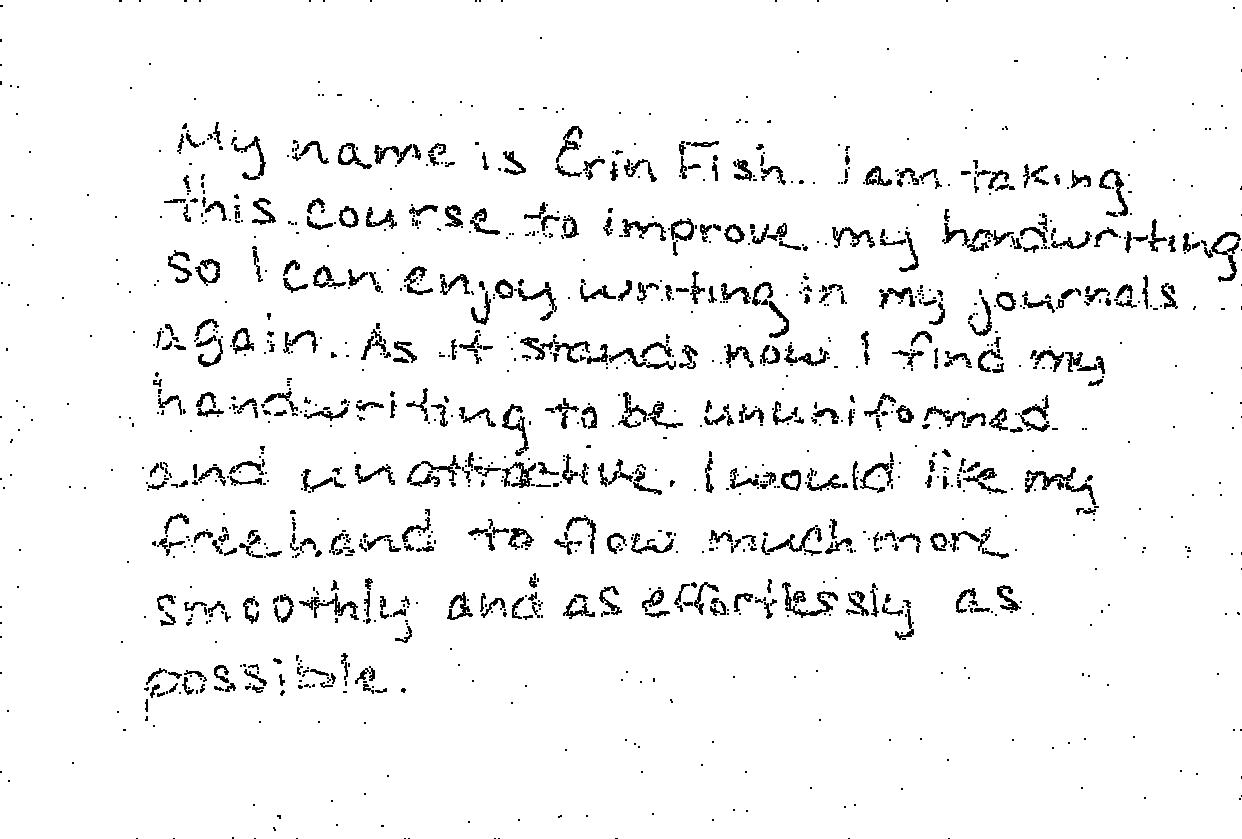 My name is Erin Fish. I am taking
this course to improve my handwriting
so I can enjoy writing in my journals
again. As it stands now I find my
handwriting to be ununiformed
and unattractive. I would like my
freehand to flow much more
smoothly and as effortlessly as
possible.